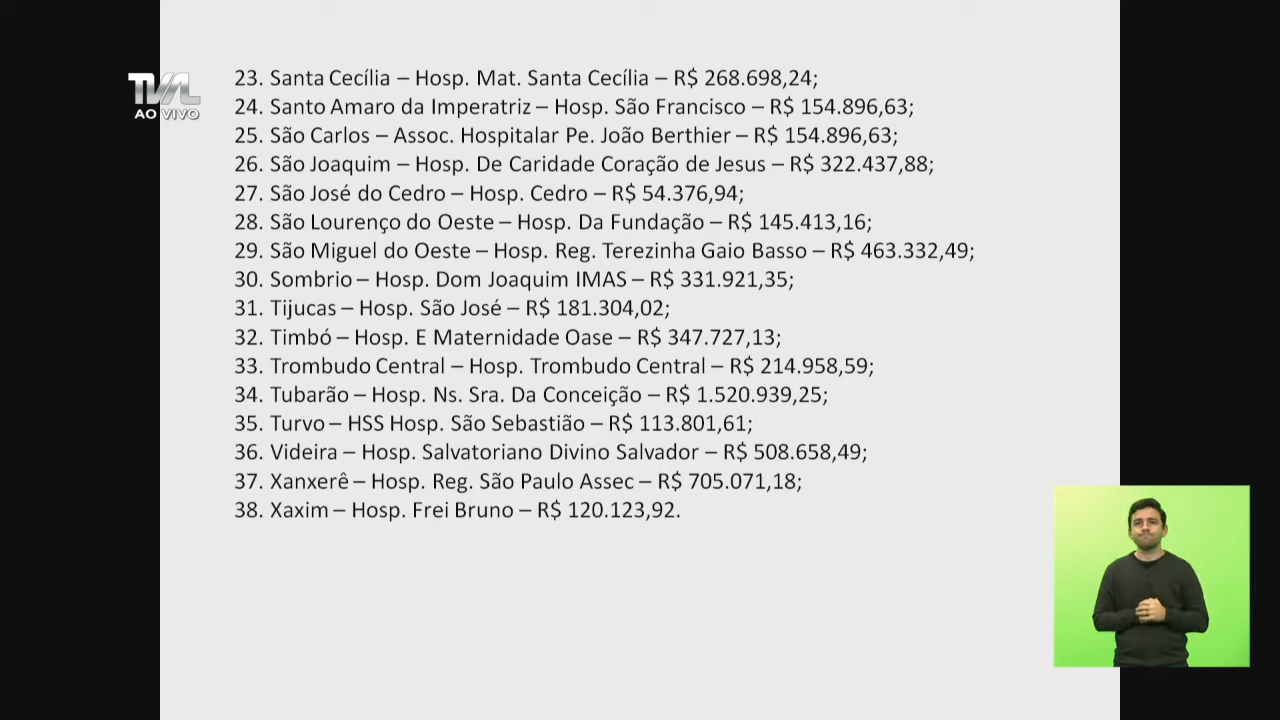 TVAL
AO VIVO
23. Santa Cecília – Hosp. Mat. Santa Cecília – R$ 268.698,24;
24. Santo Amaro da Imperatriz – Hosp. São Francisco – R$ 154.896,63;
25. São Carlos – Assoc. Hospitalar Pe. João Berthier – R$ 154.896,63;
26. São Joaquim – Hosp. De Caridade Coração de Jesus – R$ 322.437,88;
27. São José do Cedro – Hosp. Cedro – R$ 54.376,94;
28. São Lourenço do Oeste – Hosp. Da Fundação – R$ 145.413,16;
29. São Miguel do Oeste – Hosp. Reg. Terezinha Gaio Basso – R$ 463.332,49;
30. Sombrio – Hosp. Dom Joaquim IMAS – R$ 331.921,35;
31. Tijucas – Hosp. São José – R$ 181.304,02;
32. Timbó – Hosp. E Maternidade Oase – R$ 347.727,13;
33. Trombudo Central – Hosp. Trombudo Central – R$ 214.958,59;
34. Tubarão – Hosp. Ns. Sra. Da Conceição – R$ 1.520.939,25;
35. Turvo – HSS Hosp. São Sebastião – R$ 113.801,61;
36. Videira – Hosp. Salvatoriano Divino Salvador – R$ 508.658,49;
37. Xanxerê – Hosp. Reg. São Paulo Assec – R$ 705.071,18;
38. Xaxim – Hosp. Frei Bruno – R$ 120.123,92.